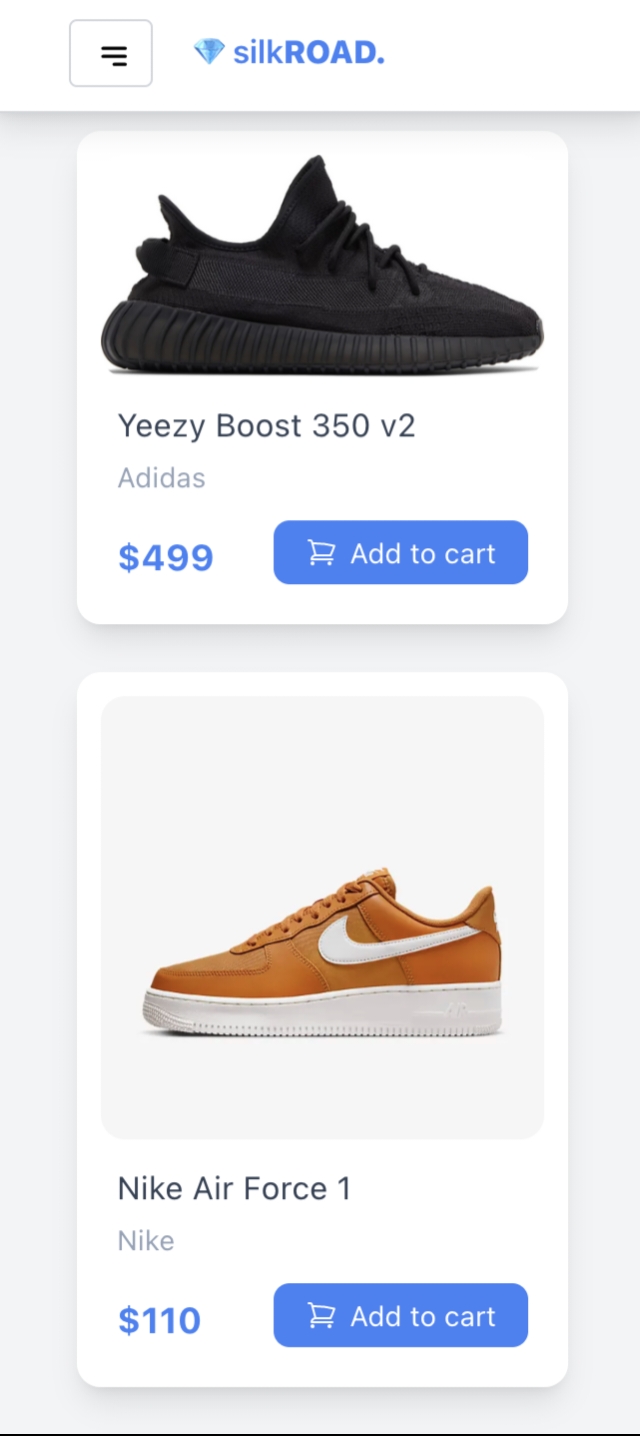 silkROAD.
Yeezy Boost 350 v2
Adidas
$499
Add to cart
Nike Air Force 1
Nike
$110
Add to cart